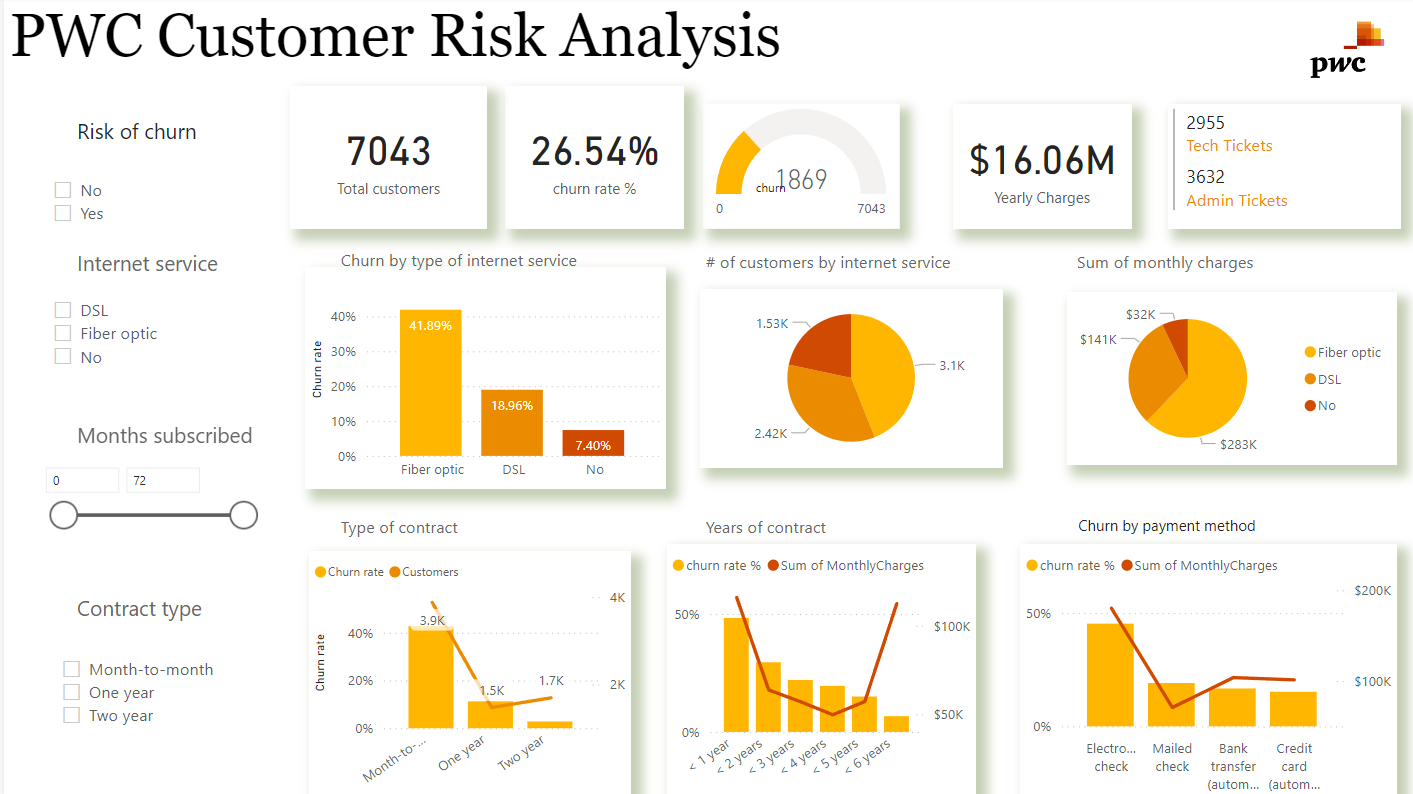 PWC Customer Risk Analysis
pwc
Risk of churn
No
Yes
Internet service
DSL
Fiber optic
No
Months subscribed
0
72
Contract type
Month-to-month
One year
Two year
7043
Total customers
26.54%
churn rate %
churn
1869
0
7043
$16.06M
Yearly Charges
2955
Tech Tickets
3632
Admin Tickets
Churn by type of internet service
Churn rate
40%
30%
20%
10%
0%
41.89%
18.96%
7.40%
Fiber optic
DSL
No
# of customers by internet service
1.53K
3.1K
2.42K
Sum of monthly charges
$32K
$141K
$283K
Fiber optic
DSL
No
Type of contract
Churn rate
Customers
Churn rate
40%
20%
0%
3.9K
1.5K
1.7K
4K
2K
Month-to-...
One year
Two year
Years of contract
churn rate %
Sum of MonthlyCharges
50%
0%
$100K
$50K
< 1 year
< 2 years
< 3 years
< 4 years
< 5 years
< 6 years
Churn by payment method
churn rate %
Sum of MonthlyCharges
50%
0%
$200K
$100K
Electro...
check
Mailed
check
Bank
transfer
(autom...
Credit
card
(autom...